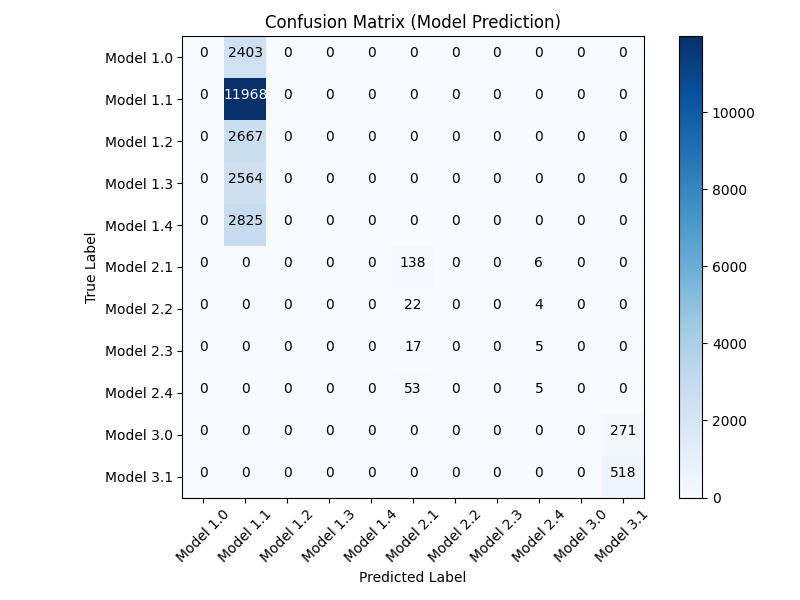 Confusion Matrix (Model Prediction)
Model 1.0 0 2403 0 0 0 0 0 0 0 0 0
Model 1.1 0 11968 0 0 0 0 0 0 0 0 0
Model 1.2 0 2667 0 0 0 0 0 0 0 0 0
Model 1.3 0 2564 0 0 0 0 0 0 0 0 0
Model 1.4 0 2825 0 0 0 0 0 0 0 0 0
Model 2.1 0 0 0 0 0 138 0 0 6 0 0
Model 2.2 0 0 0 0 0 22 0 0 4 0 0
Model 2.3 0 0 0 0 0 17 0 0 5 0 0
Model 2.4 0 0 0 0 0 53 0 0 5 0 0
Model 3.0 0 0 0 0 0 0 0 0 0 0 271
Model 3.1 0 0 0 0 0 0 0 0 0 0 518
True Label
Model 1.0 Model 1.1 Model 1.2 Model 1.3 Model 1.4 Model 2.1 Model 2.2 Model 2.3 Model 2.4 Model 3.0 Model 3.1
Predicted Label
10000
8000
6000
4000
2000
0